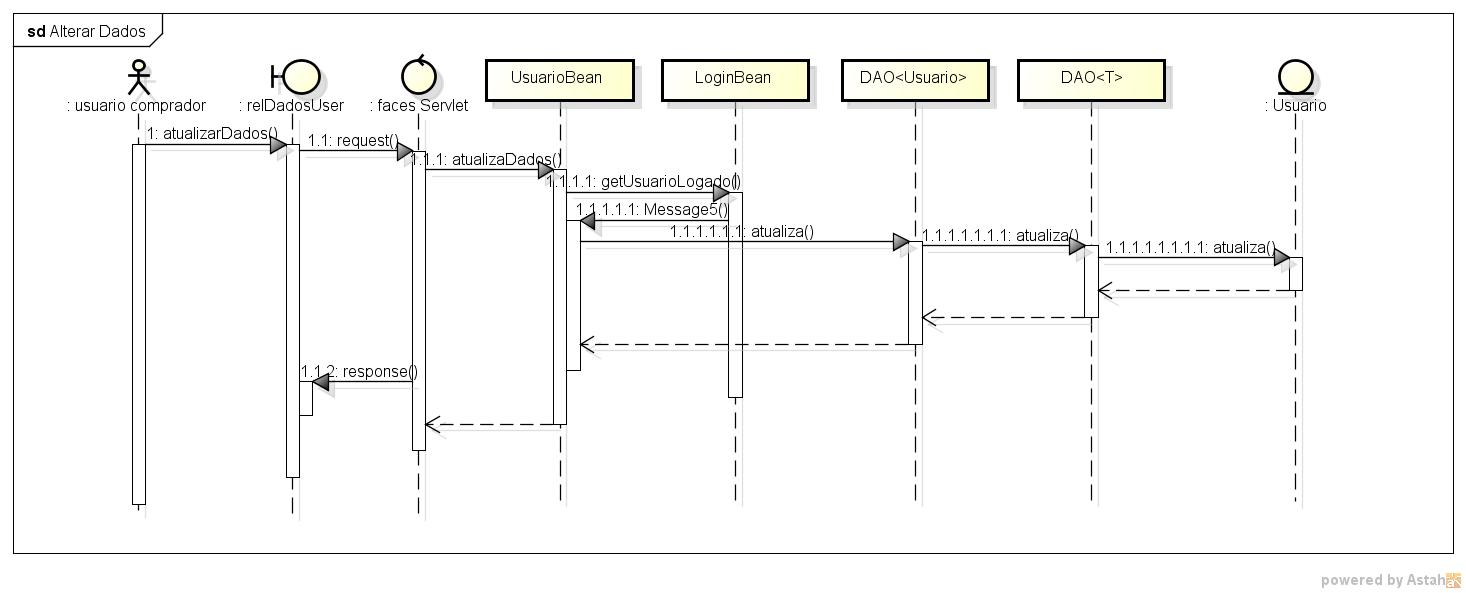 sd Alterar Dados
: usuario comprador
: relDadosUser
: faces Servlet
UsuarioBean
LoginBean
DAO<Usuario>
DAO<T>
: Usuario
1: atualizarDados()
1.1: request()
1.1.1: atualizaDados()
1.1.1.1: getUsuarioLogado()
1.1.1.1.1: Message5()
1.1.1.1.1.1: atualiza()
1.1.1.1.1.1.1: atualiza()
1.1.1.1.1.1.1.1: atualiza()
1.1.2: response()
powered by Astah